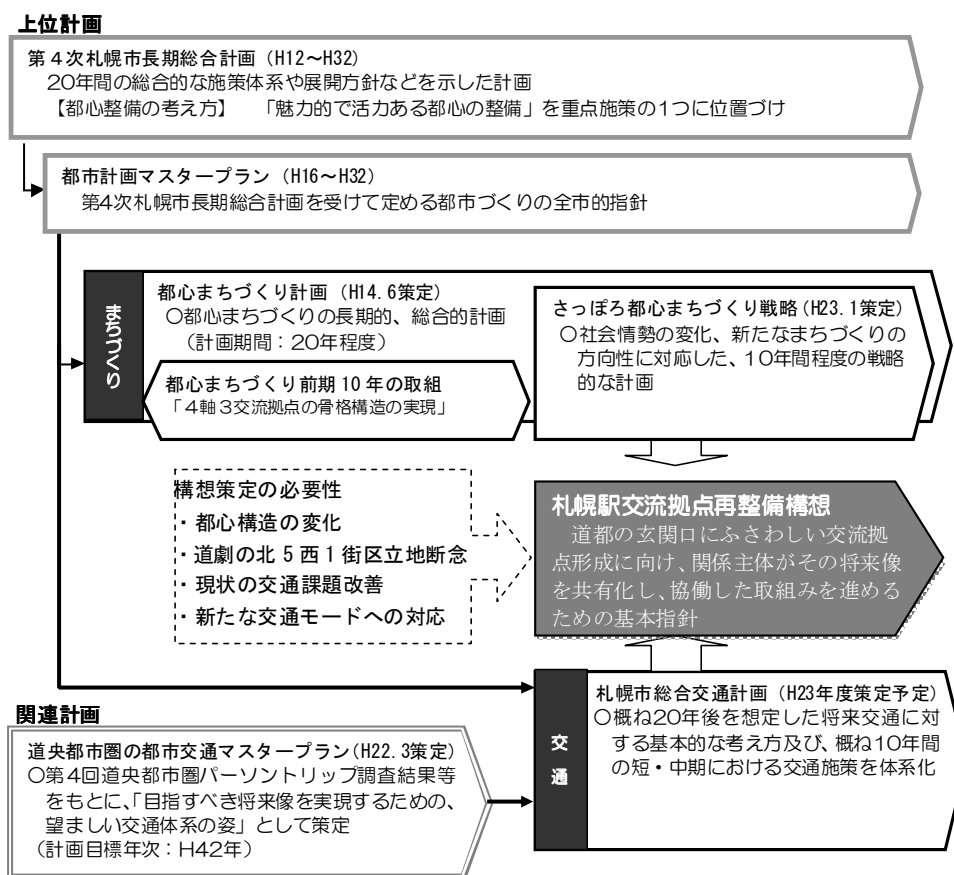 上位計画
第4次札幌市長期総合計画（H12～H32）
20年間の総合的な施策体系や展開方針などを示した計画
【都心整備の考え方】　「魅力的で活力ある都心の整備」を重点施策の1つに位置づけ
都市計画マスタープラン（H16～H32）
第4次札幌市長期総合計画を受けて定める都市づくりの全市的指針
まちづくり
都心まちづくり計画（H14.6策定）
○都心まちづくりの長期的、総合的計画
（計画期間：20年程度）
都心まちづくり前期10年の取組
「4軸3交流拠点の骨格構造の実現」
さっぽろ都心まちづくり戦略（H23.1策定）
○社会情勢の変化、新たなまちづくりの
方向性に対応した、10年間程度の戦略
的な計画
構想策定の必要性
・都心構造の変化
・道劇の北5西1街区立地断念
・現状の交通課題改善
・新たな交通モードへの対応
札幌駅交流拠点再整備構想
道都の玄関口にふさわしい交流拠
点形成に向け、関係主体がその将来像
を共有化し、協働した取組みを進める
ための基本指針
関連計画
道央都市圏の都市交通マスタープラン（H22.3策定）
○第4回道央都市圏パーソントリップ調査結果等
をもとに、「目指すべき将来像を実現するための、
望ましい交通体系の姿」として策定
（計画目標年次：H42年）
交通
札幌市総合交通計画（H23年度策定予定）
○概ね20年後を想定した将来交通に対
する基本的な考え方及び、概ね10年間
の短・中期における交通施策を体系化